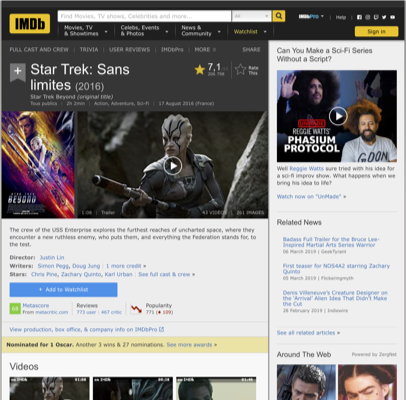 IMDb
Find Movies, TV shows, Celebrities and more...
All
Movies, TV & Showtimes
Celebs, Events & Photos
News & Community
Watchlist
IMDbPro
Help
Sign in
FULL CAST AND CREW | TRIVIA | USER REVIEWS | IMDbPro | MORE
SHARE
Star Trek: Sans limites (2016)
Star Trek Beyond (original title)
Tous publics | 2h 2min | Action, Adventure, Sci-Fi | 17 August 2016 (France)
7,1
Rate This
BEYOND
Trailer
The crew of the USS Enterprise explores the furthest reaches of uncharted space, where they
encounter a new ruthless enemy, who puts them, and everything the Federation stands for, to
the test.
Director: Justin Lin
Writers: Simon Pegg, Doug Jung | 1 more credit »
Stars: Chris Pine, Zachary Quinto, Karl Urban | See full cast & crew »
+ Add to Watchlist
Metascore
From metacritic.com
Reviews
773 user | 467 critic
Popularity
771
View production, box office, & company info on IMDbPro
Nominated for 1 Oscar. Another 3 wins & 27 nominations. See more awards »
Videos
Can You Make a Sci-Fi Series
Without a Script?
REGGIE WATTS'
PHASIUM
PROTOCOL
Well Reggie Watts sure tried with his idea for
a sci-fi improv show. What happens when we
bring his idea to life?
Watch now on "UnMade" »
Related News
Badass Full Trailer for the Bruce Lee-
Inspired Martial Arts Series Warrior
06 March 2019 | GeekTyrant
First teaser for NOS4A2 starring Zachary
Quinto
05 March 2019 | Flickeringmyth
Denis Villeneuve's Creature Designer on
the 'Arrival' Alien Idea That Didn't Make
the Cut
28 February 2019 | Indiewire
See all related articles »
Around The Web
Powered by ZergNet